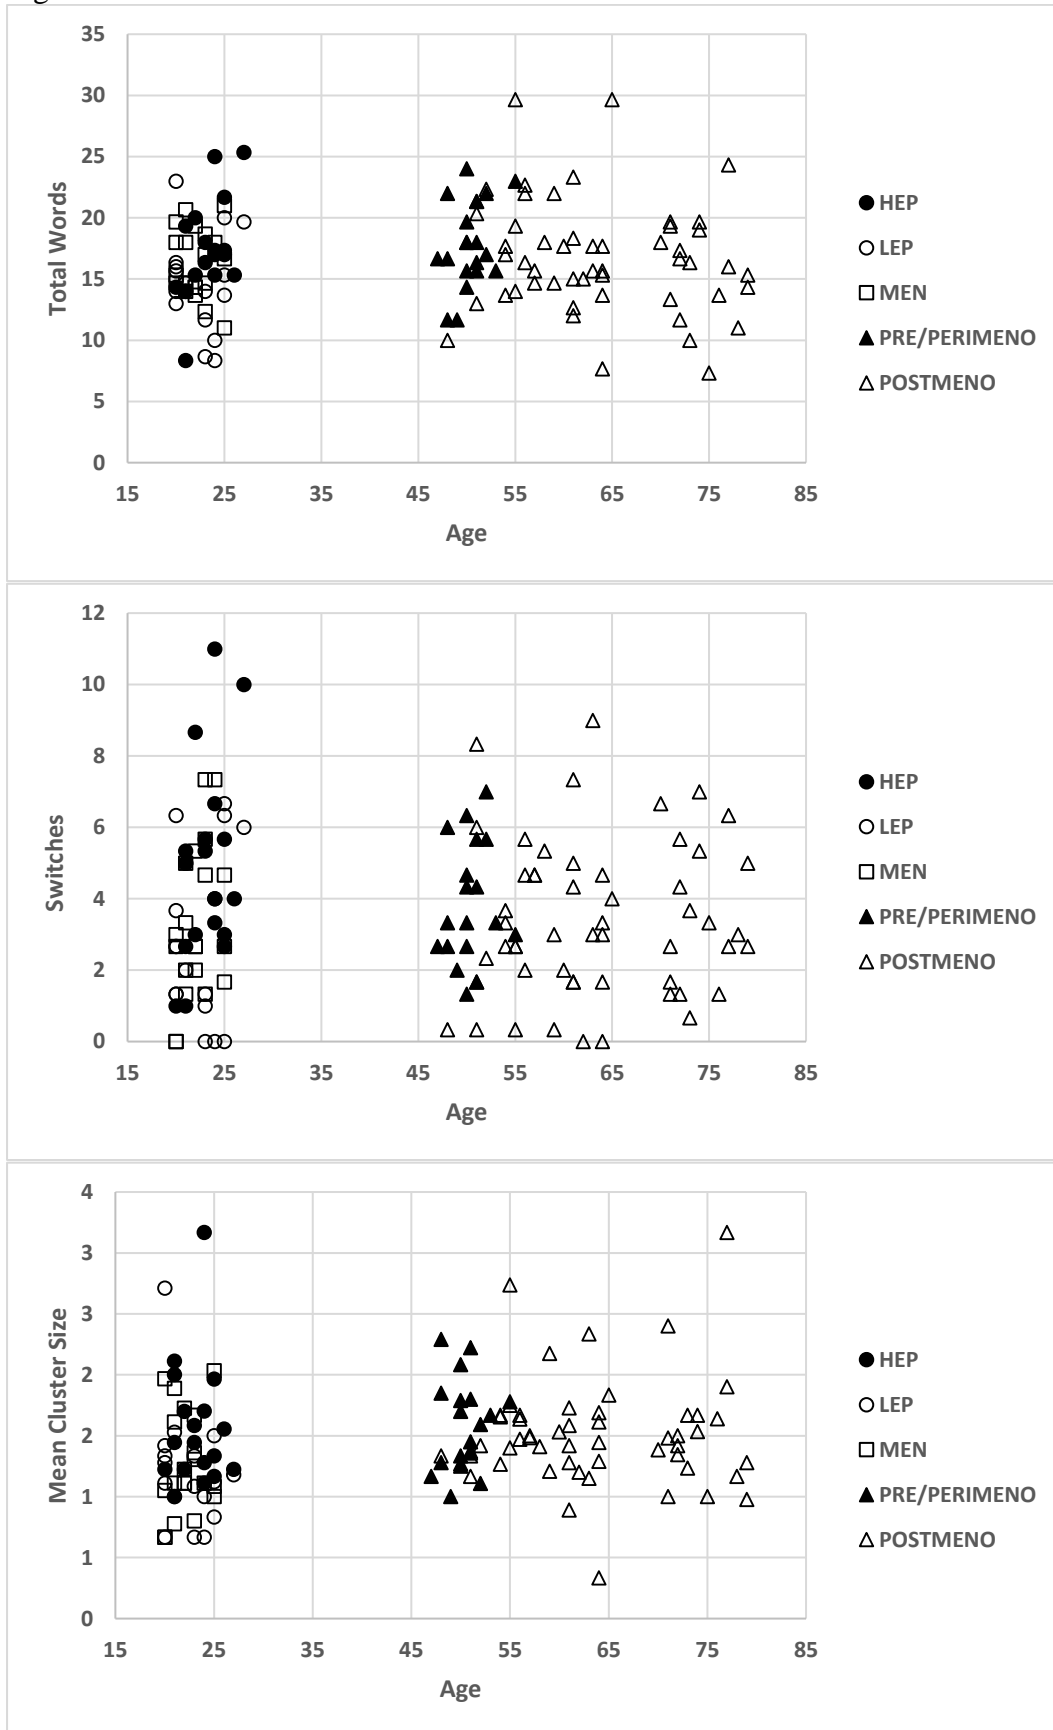 35
30
25
20
15
10
5
0
Total Words
15 25 35 45 55 65 75 85
Age
HEP
LEP
MEN
PRE/PERIMENO
POSTMENO
12
10
8
6
4
2
0
Switches
15 25 35 45 55 65 75 85
Age
HEP
LEP
MEN
PRE/PERIMENO
POSTMENO
4
3
3
2
2
1
1
0
Mean Cluster Size
15 25 35 45 55 65 75 85
Age
HEP
LEP
MEN
PRE/PERIMENO
POSTMENO